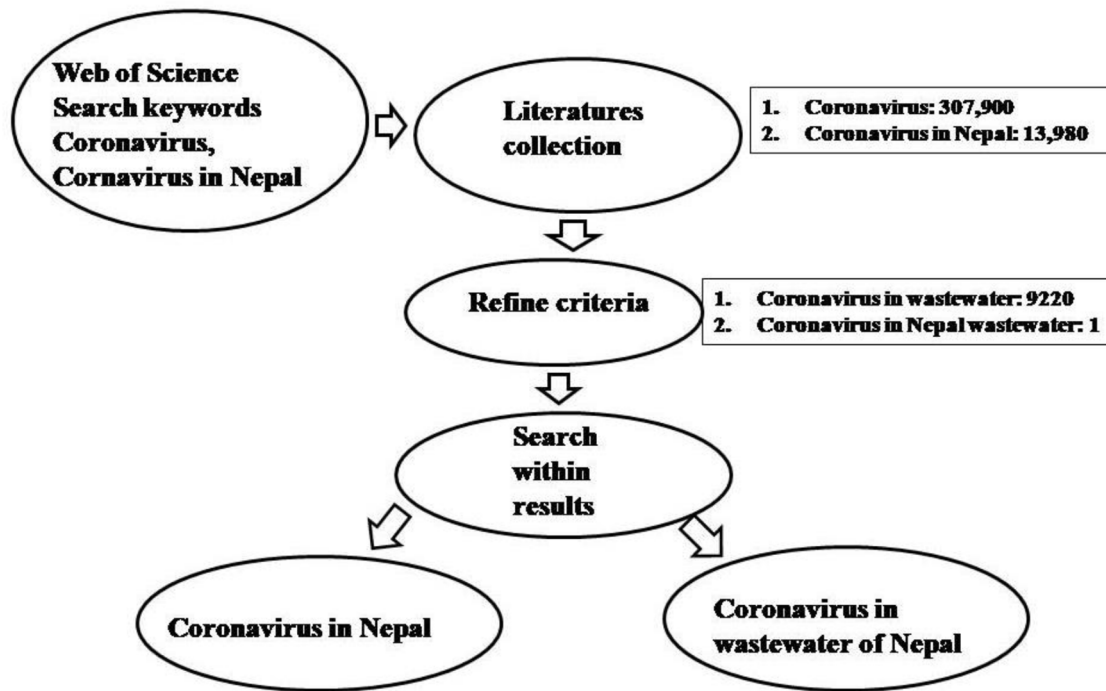 Web of Science
Search keywords
Coronavirus,
Cornavirus in Nepal
Literatures
collection
1. Coronavirus: 307,900
2. Coronavirus in Nepal: 13,980
Refine criteria
1. Coronavirus in wastewater: 9220
2. Coronavirus in Nepal wastewater: 1
Search
within
results
Coronavirus in Nepal
Coronavirus in
wastewater of Nepal